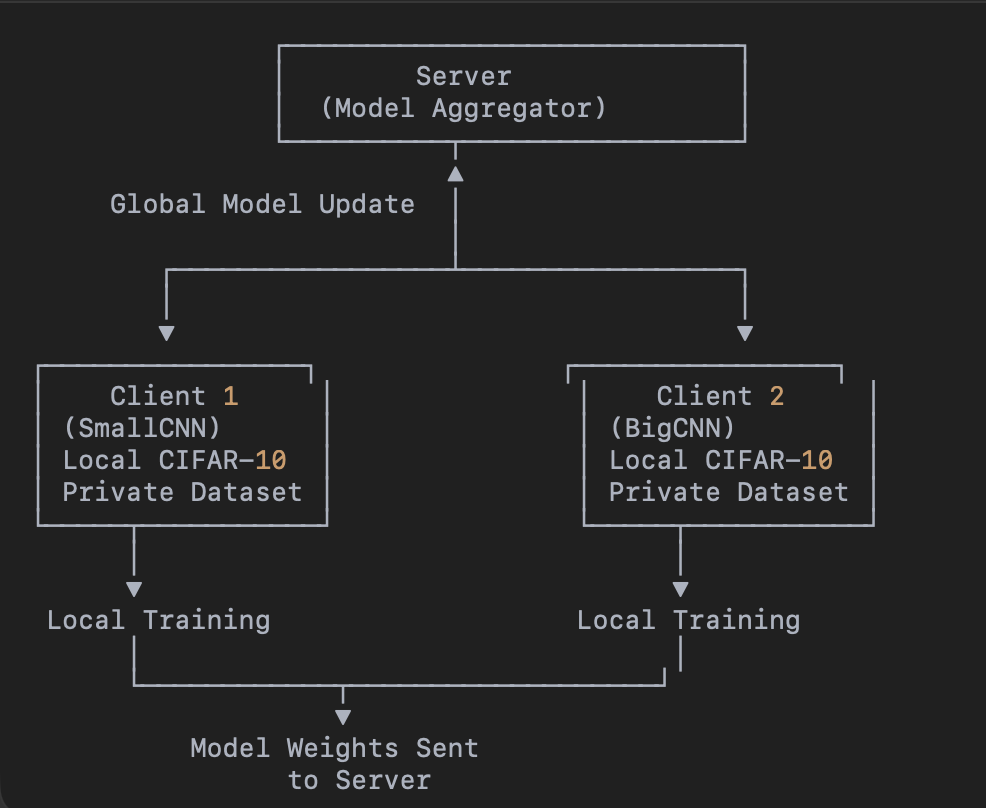 Server
(Model Aggregator)
Global Model Update
Client 1
(SmallCNN)
Local CIFAR-10
Private Dataset
Client 2
(BigCNN)
Local CIFAR-10
Private Dataset
Local Training
Local Training
Model Weights Sent
to Server